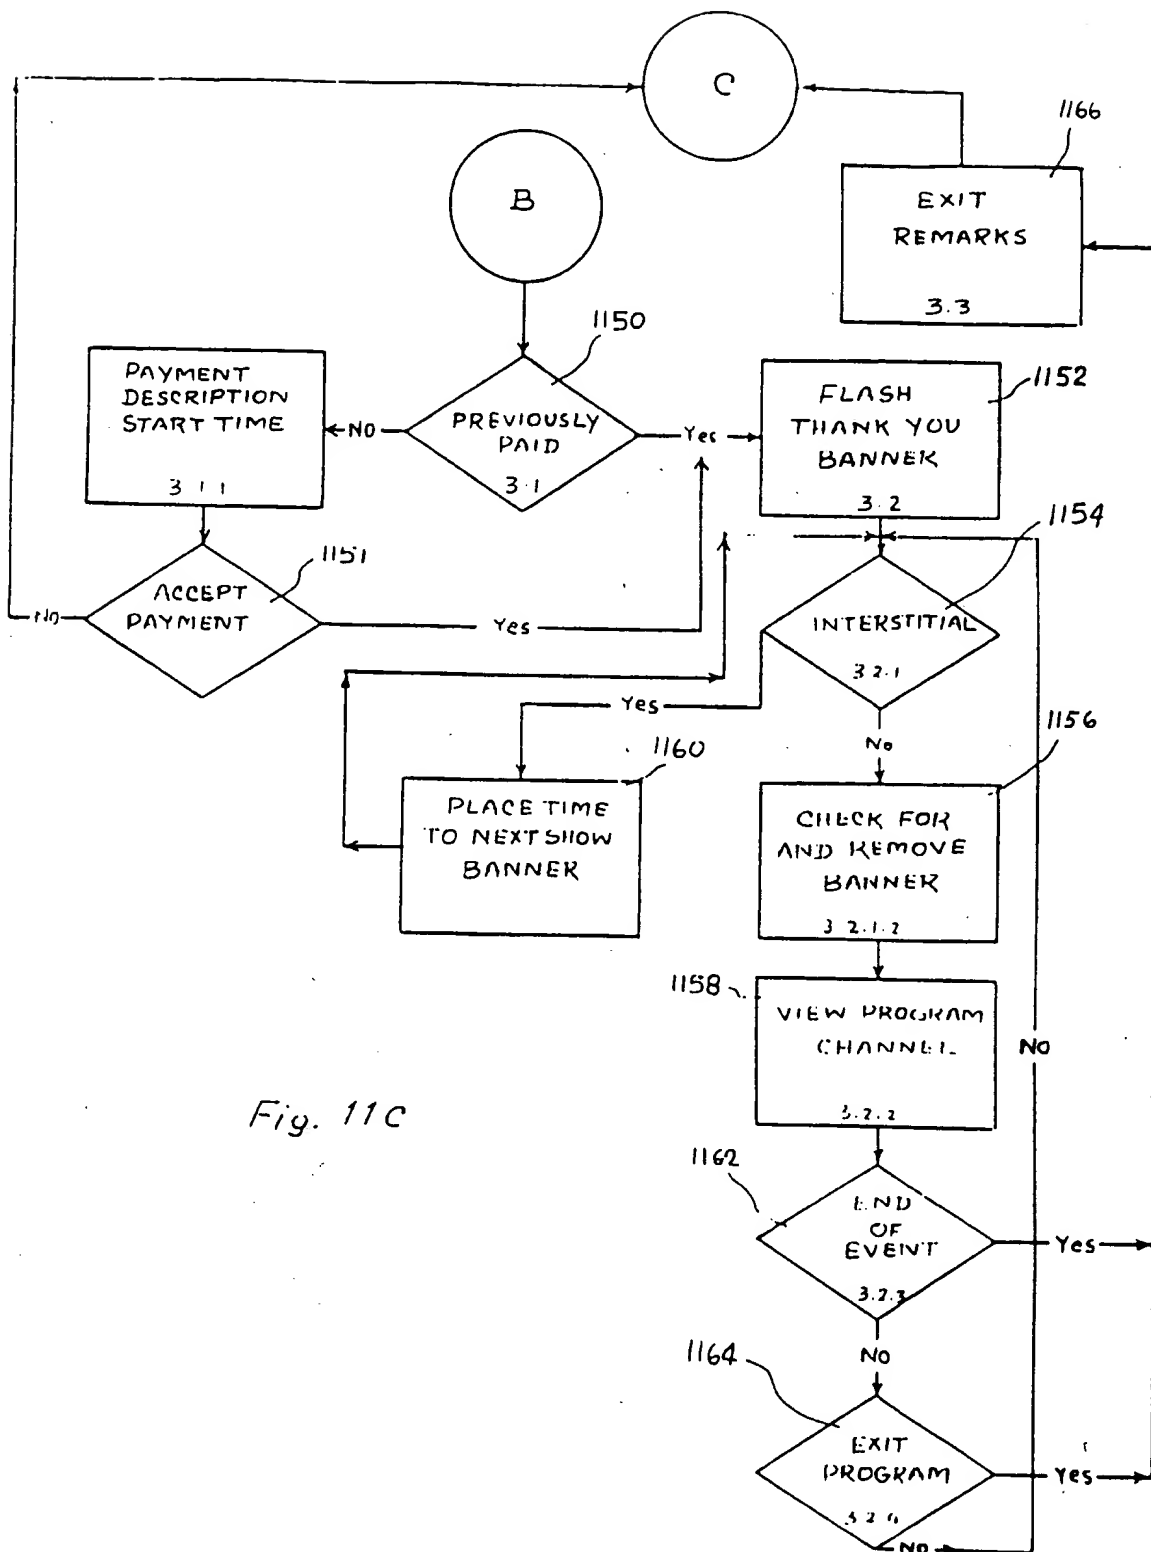 C
1166
EXIT
REMARKS
3.3
B
1150
PREVIOUSLY
PAID
3.1
NO
Yes
PAYMENT
DESCRIPTION
START TIME
3 1 1
1152
FLASH
THANK YOU
BANNER
3.2
1151
ACCEPT
PAYMENT
NO
Yes
1154
INTERSTITIAL
3 2 1
Yes
No
1160
PLACE TIME
TO NEXT SHOW
BANNER
1156
CHECK FOR
AND REMOVE
BANNER
3 2.1.2
1158
VIEW PROGRAM
CHANNEL
3.2.2
NO
Fig. 11C
1162
END
OF
EVENT
3.2.3
Yes
NO
1164
EXIT
PROGRAM
Yes
NO